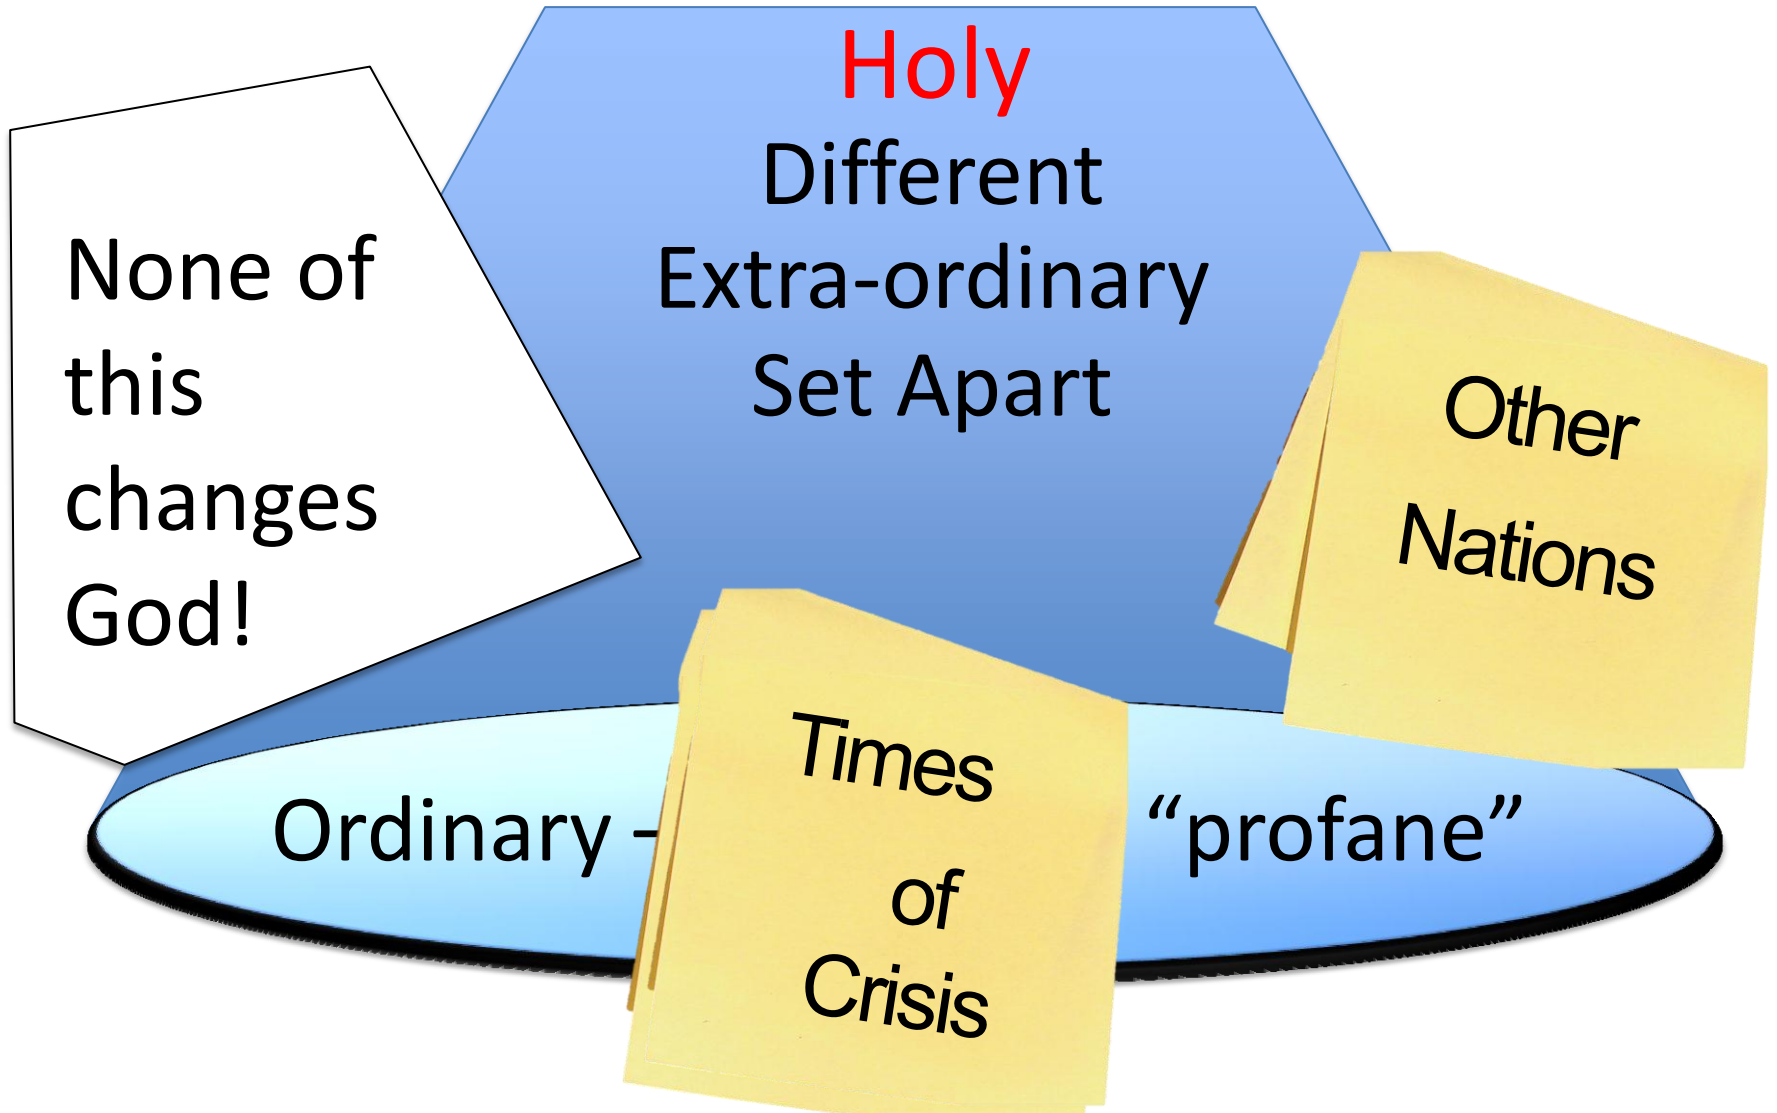 Holy
Different
Extra-ordinary
Set Apart
None of
this
changes
God!
Other
Nations
Times
of
Crisis
Ordinary - “profane”